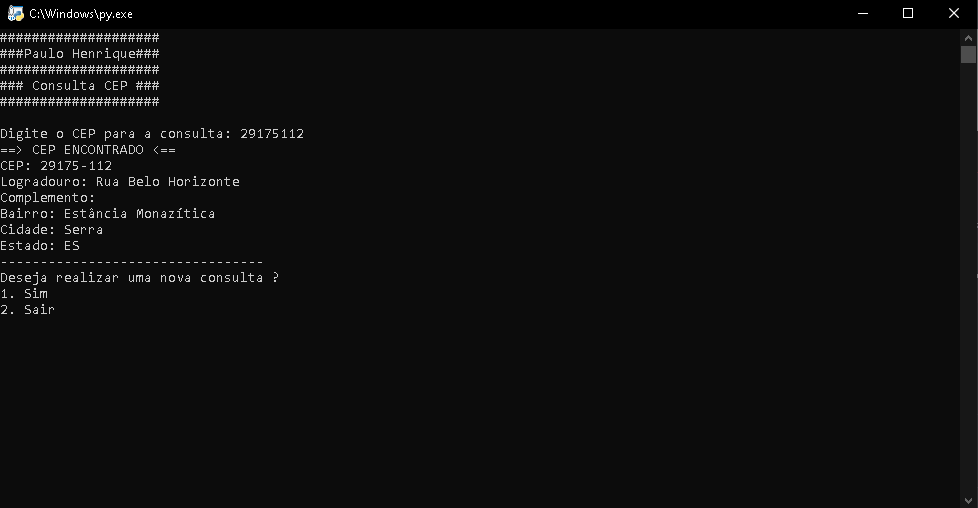 C:\Windows\py.exe
####################
###Paulo Henrique###
####################
### Consulta CEP ###
####################
Digite o CEP para a consulta: 29175112
==> CEP ENCONTRADO <==
CEP: 29175-112
Logradouro: Rua Belo Horizonte
Complemento:
Bairro: Estância Monazítica
Cidade: Serra
Estado: ES
---------------------------------
Deseja realizar uma nova consulta ?
1. Sim
2. Sair